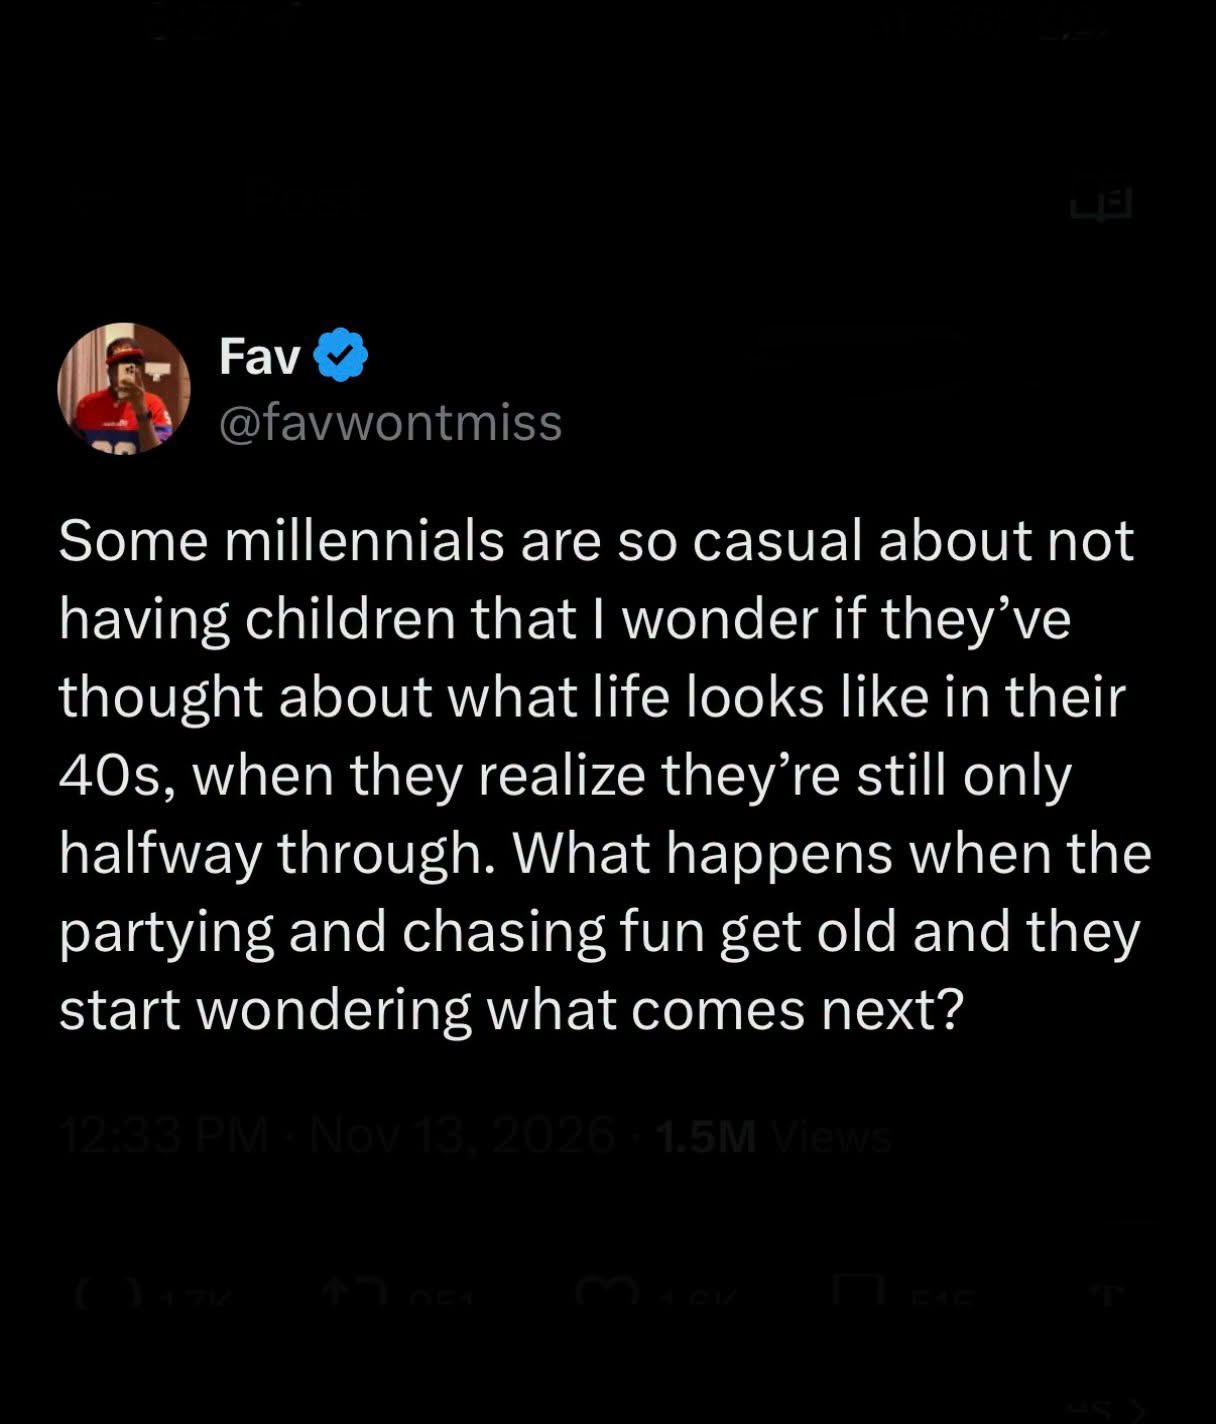 Post
Fav
@favwontmiss
Some millennials are so casual about not
having children that I wonder if they’ve
thought about what life looks like in their
40s, when they realize they’re still only
halfway through. What happens when the
partying and chasing fun get old and they
start wondering what comes next?
12:33 PM · Nov 13, 2026 · 1.5M Views